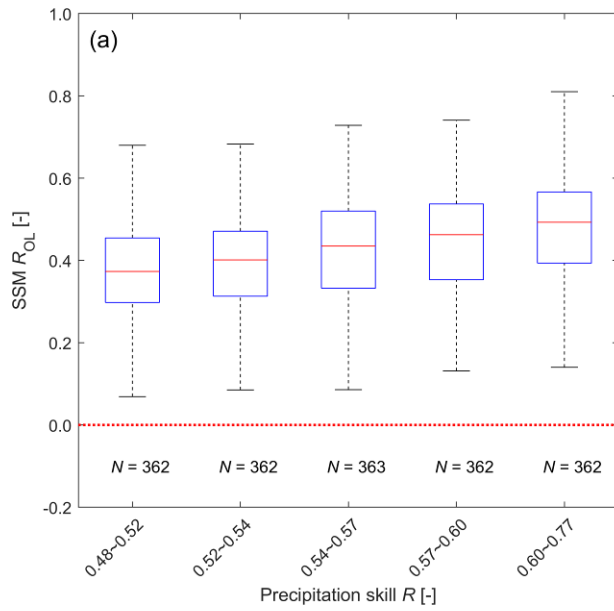 (a)
SSM R_OL [-]
1.0
0.8
0.6
0.4
0.2
0.0
-0.2
N = 362
N = 362
N = 363
N = 362
N = 362
0.48~0.52
0.52~0.54
0.54~0.57
0.57~0.60
0.60~0.77
Precipitation skill R [-]